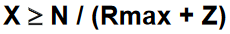 X ≥ N / (Rmax + Z)